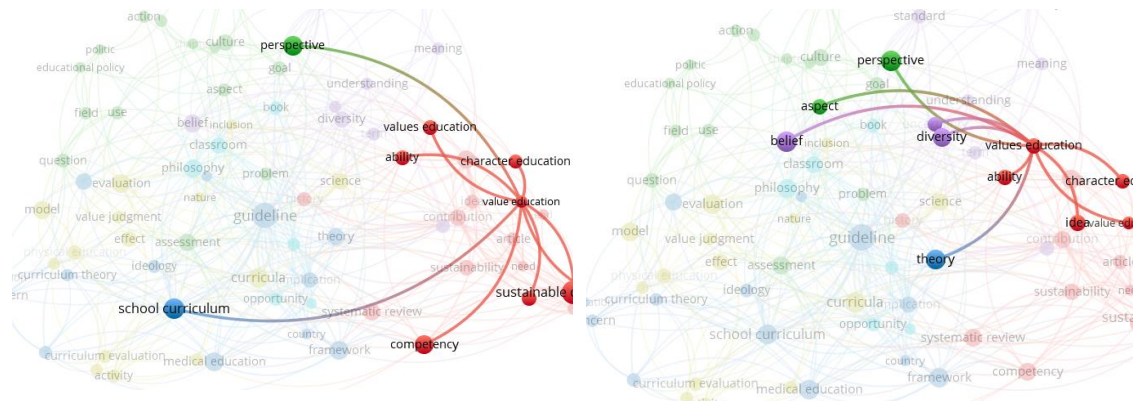 action
politic
culture
perspective
meaning
educational policy
goal
aspect
understanding
book
field
use
diversity
values education
belief
inclusion
classroom
ability
question
philosophy
character education
problem
science
evaluation
nature
value education
model
value judgment
guideline
contribution
effect
assessment
theory
article
curriculum theory
ideology
sustainability
need
curricula
opportunity
sustainable
school curriculum
systematic review
country
competency
framework
curriculum evaluation
medical education
activity
standard
action
culture
politic
perspective
meaning
educational policy
goal
understanding
aspect
book
diversity
field
use
belief
inclusion
values education
classroom
ability
question
philosophy
character ed
problem
science
evaluation
nature
idea
value edu
model
value judgment
guideline
contribution
effect
assessment
theory
article
curriculum theory
ideology
sustainability
curricula
opportunity
school curriculum
systematic review
country
competency
framework
curriculum evaluation
medical education